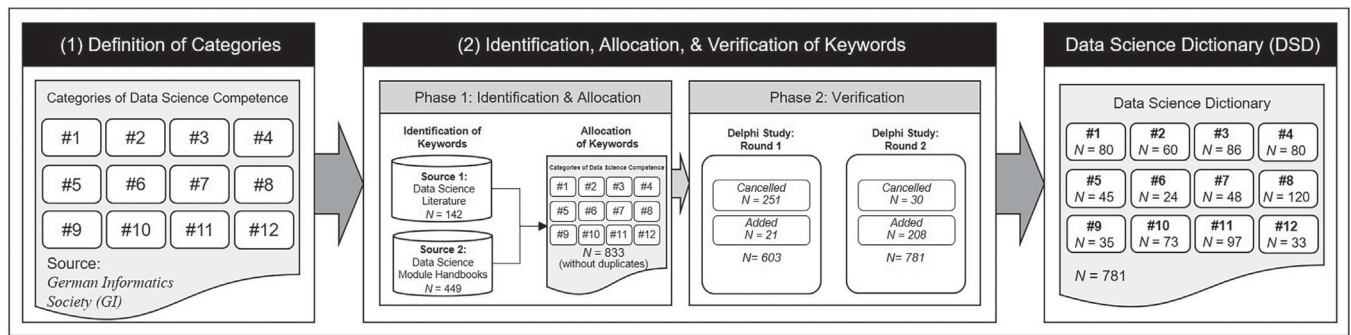 (1) Definition of Categories
Categories of Data Science Competence
#1 #2 #3 #4
#5 #6 #7 #8
#9 #10 #11 #12
Source:
German Informatics
Society (GI)
(2) Identification, Allocation, & Verification of Keywords
Phase 1: Identification & Allocation
Identification of
Keywords
Source 1:
Data Science
Literature
N = 142
Source 2:
Data Science
Module Handbooks
N = 449
Allocation
of Keywords
Categories of Data Science Competence
#1 #2 #3 #4
#5 #6 #7 #8
#9 #10 #11 #12
N = 833
(without duplicates)
Phase 2: Verification
Delphi Study:
Round 1
Cancelled
N = 251
Added
N = 21
N= 603
Delphi Study:
Round 2
Cancelled
N = 30
Added
N = 208
N = 781
Data Science Dictionary (DSD)
Data Science Dictionary
#1 #2 #3 #4
N = 80 N = 60 N = 86 N = 80
#5 #6 #7 #8
N = 45 N = 24 N = 48 N = 120
#9 #10 #11 #12
N = 35 N = 73 N = 97 N = 33
N = 781